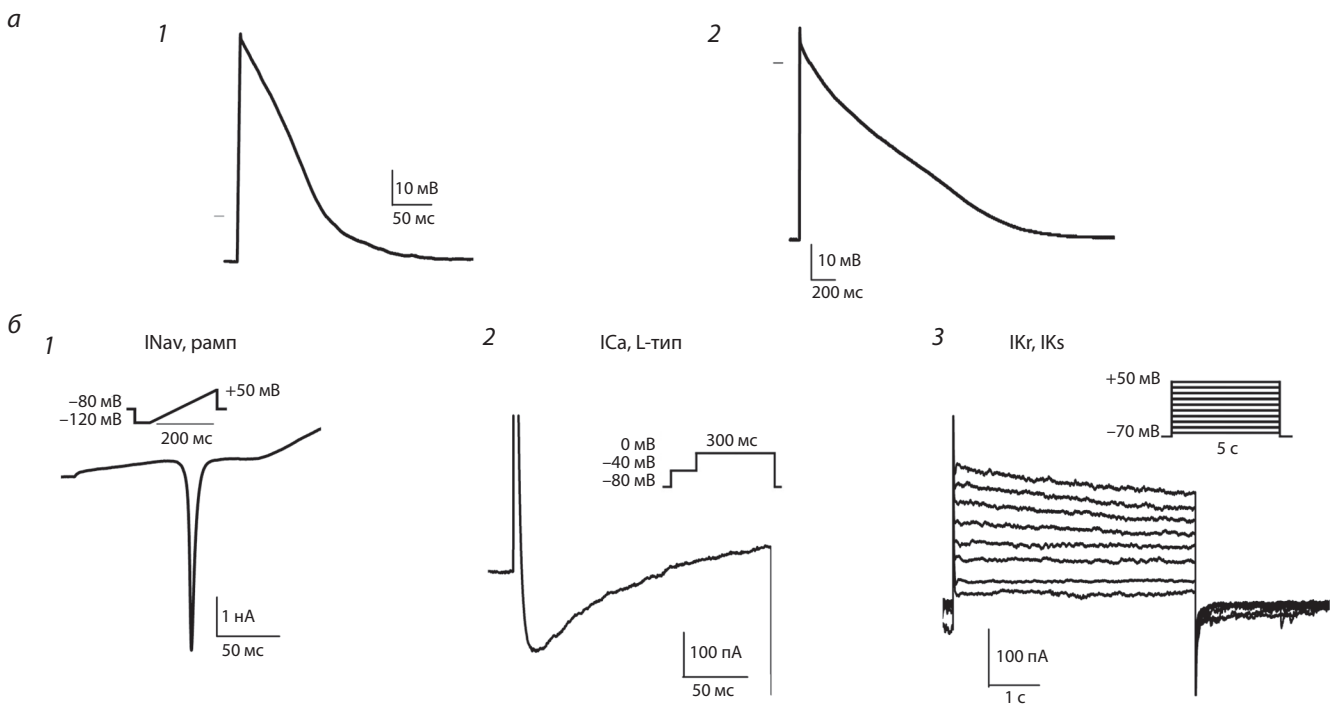 а
1
10 мВ
50 мс
2
10 мВ
200 мс
б
1
INav, рамп
–80 мВ
–120 мВ
+50 мВ
200 мс
1 нА
50 мс
2
ICa, L-тип
0 мВ
–40 мВ
–80 мВ
300 мс
100 пА
50 мс
3
IKr, IKs
+50 мВ
–70 мВ
5 с
100 пА
1 с